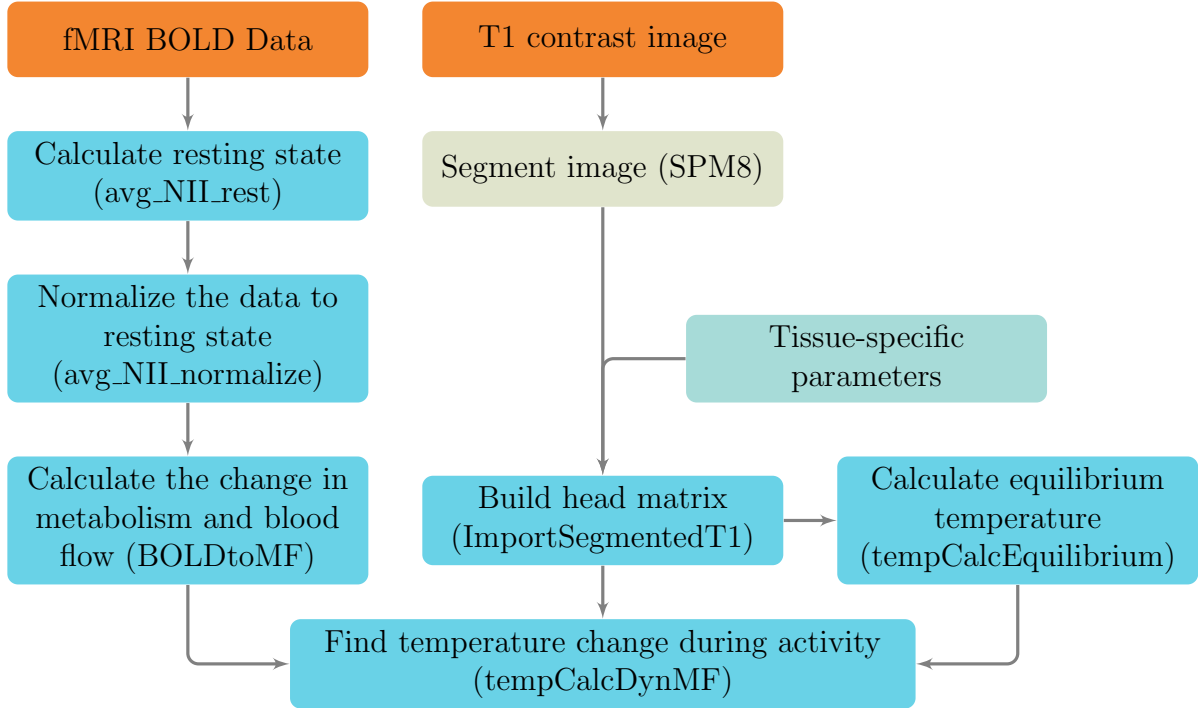 fMRI BOLD Data
T1 contrast image
Calculate resting state
(avg_NII_rest)
Segment image (SPM8)
Normalize the data to
resting state
(avg_NII_normalize)
Tissue-specific
parameters
Calculate the change in
metabolism and blood
flow (BOLDtoMF)
Build head matrix
(ImportSegmentedT1)
Calculate equilibrium
temperature
(tempCalcEquilibrium)
Find temperature change during activity
(tempCalcDynMF)